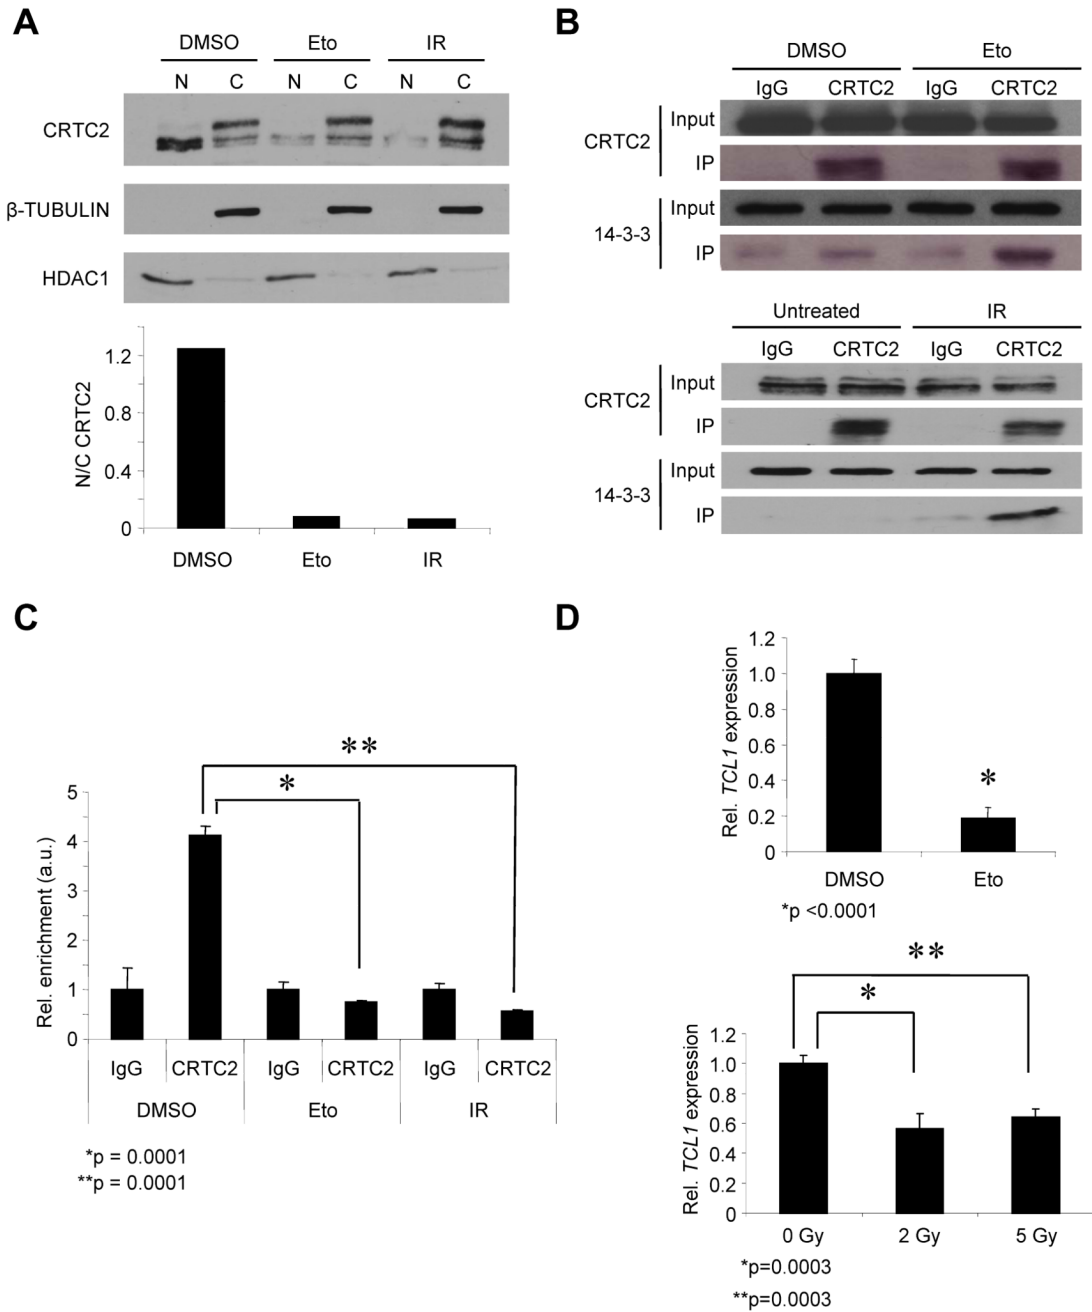 A
DMSO Eto IR
N C N C N C
CRTC2
β-TUBULIN
HDAC1
N/C CRTC2
1.2
0.8
0.4
0
DMSO Eto IR
B
DMSO Eto
IgG CRTC2 IgG CRTC2
CRTC2
Input
IP
14-3-3
Input
IP
Untreated IR
IgG CRTC2 IgG CRTC2
CRTC2
Input
IP
14-3-3
Input
IP
C
**
*
Rel. enrichment (a.u.)
5
4
3
2
1
0
IgG CRTC2 IgG CRTC2 IgG CRTC2
DMSO Eto IR
*p = 0.0001
**p = 0.0001
D
Rel. TCL1 expression
1.2
1.0
0.8
0.6
0.4
0.2
0
*
DMSO Eto
*p <0.0001
**
*
Rel. TCL1 expression
1.2
1.0
0.8
0.6
0.4
0.2
0
0 Gy 2 Gy 5 Gy
*p=0.0003
**p=0.0003